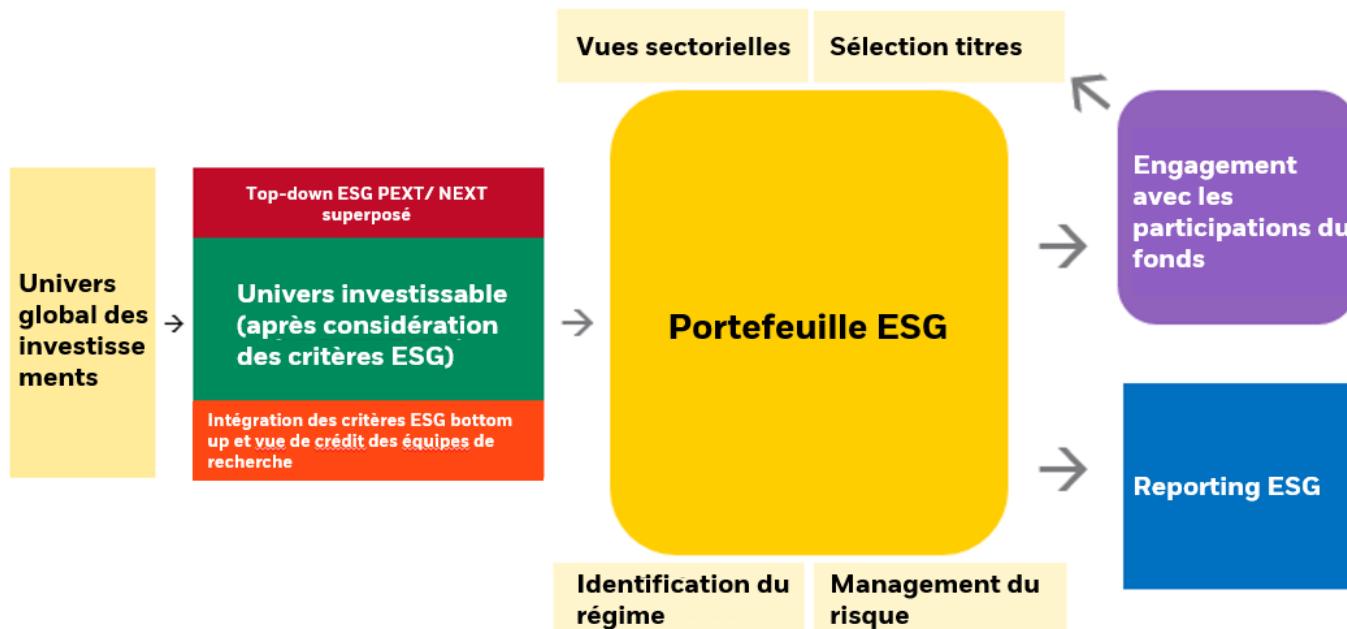 Vues sectorielles
Sélection titres
Univers
global des
investisse
ments
Top-down ESG PEXT/ NEXT
superposé
Univers investissable
(après considération
des critères ESG)
Intégration des critères ESG bottom
up et vue de crédit des équipes de
recherche
Portefeuille ESG
Engagement
avec les
participations du
fonds
Reporting ESG
Identification du
régime
Management du
risque